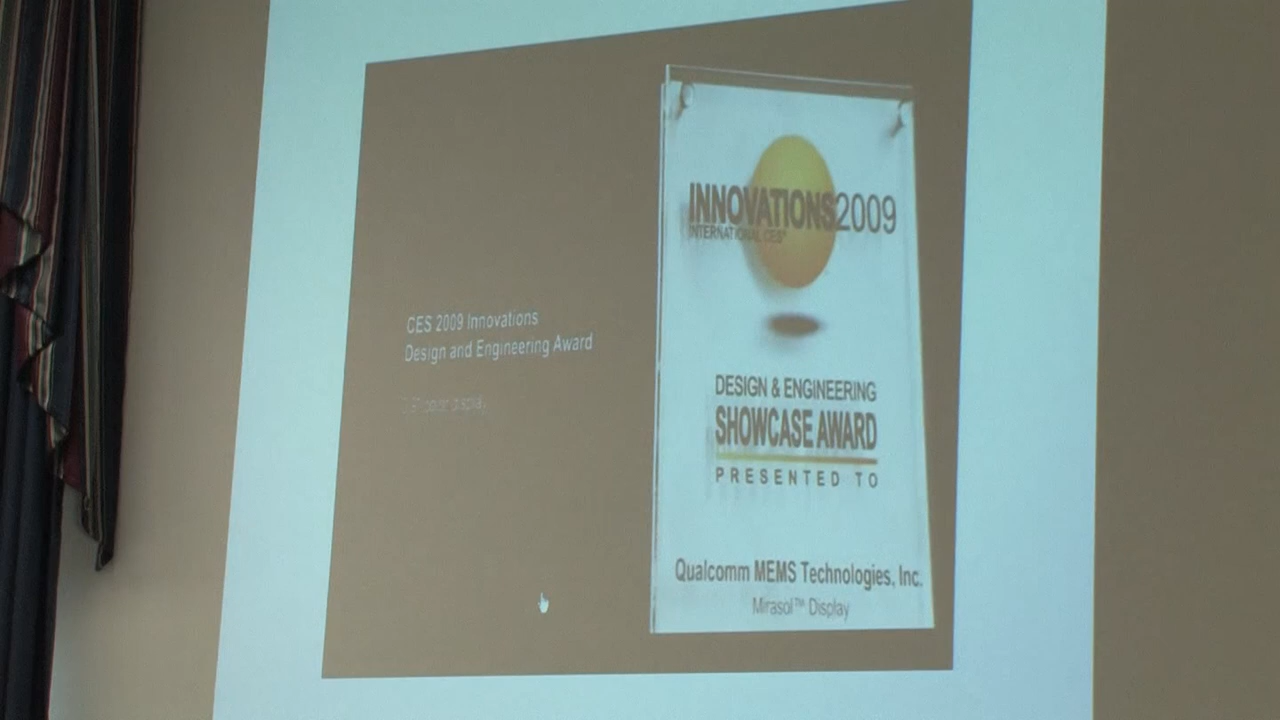 CES 2009 Innovations
Design and Engineering Award
INNOVATIONS2009
INTERNATIONAL CES
DESIGN & ENGINEERING
SHOWCASE AWARD
PRESENTED TO
Qualcomm MEMS Technologies, Inc.
Mirasol™ Display